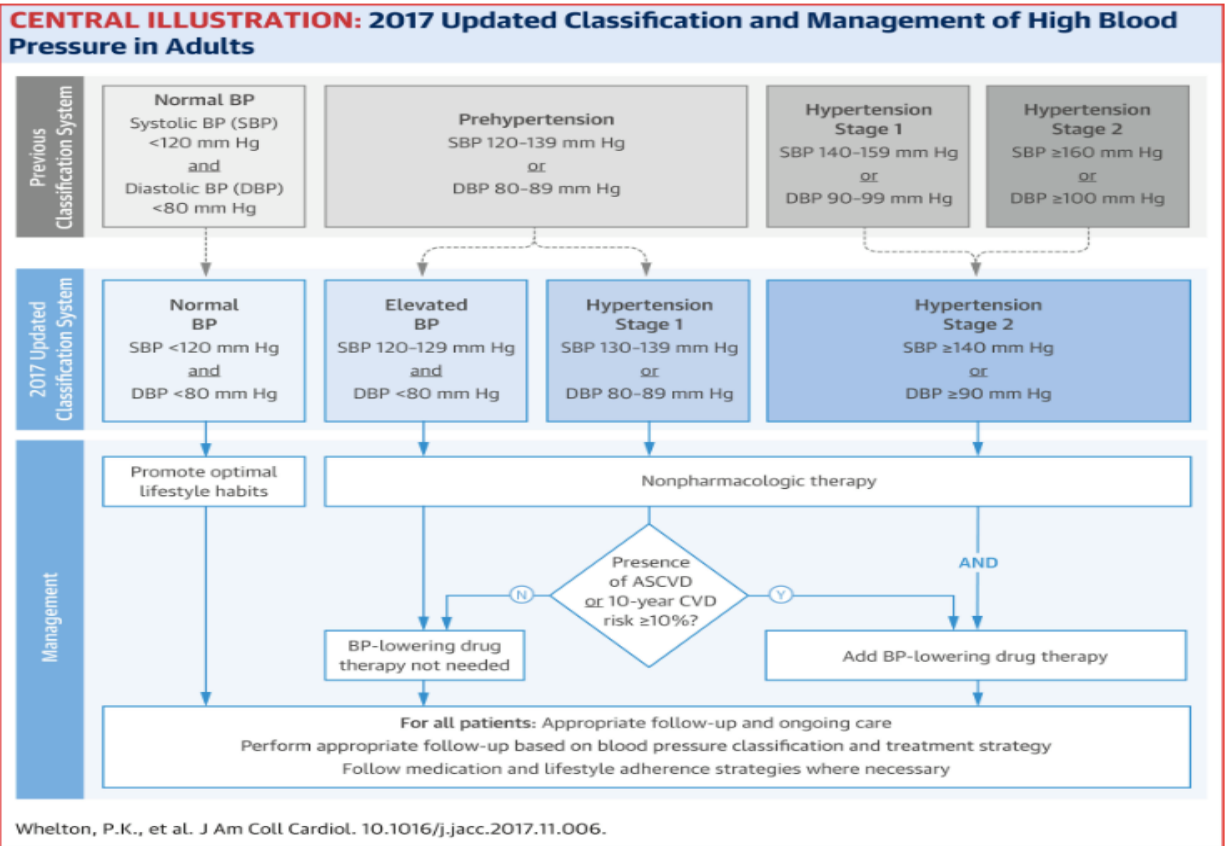 CENTRAL ILLUSTRATION: 2017 Updated Classification and Management of High Blood
Pressure in Adults
Previous
Classification System
Normal BP
Systolic BP (SBP)
<120 mm Hg
and
Diastolic BP (DBP)
<80 mm Hg
Prehypertension
SBP 120–139 mm Hg
or
DBP 80–89 mm Hg
Hypertension
Stage 1
SBP 140–159 mm Hg
or
DBP 90–99 mm Hg
Hypertension
Stage 2
SBP ≥160 mm Hg
or
DBP ≥100 mm Hg
2017 Updated
Classification System
Normal
BP
SBP <120 mm Hg
and
DBP <80 mm Hg
Elevated
BP
SBP 120–129 mm Hg
and
DBP <80 mm Hg
Hypertension
Stage 1
SBP 130–139 mm Hg
or
DBP 80–89 mm Hg
Hypertension
Stage 2
SBP ≥140 mm Hg
or
DBP ≥90 mm Hg
Management
Promote optimal
lifestyle habits
Nonpharmacologic therapy
Presence
of ASCVD
or 10-year CVD
risk ≥10%?
N
Y
AND
BP-lowering drug
therapy not needed
Add BP-lowering drug therapy
For all patients: Appropriate follow-up and ongoing care
Perform appropriate follow-up based on blood pressure classification and treatment strategy
Follow medication and lifestyle adherence strategies where necessary
Whelton, P.K., et al. J Am Coll Cardiol. 10.1016/j.jacc.2017.11.006.